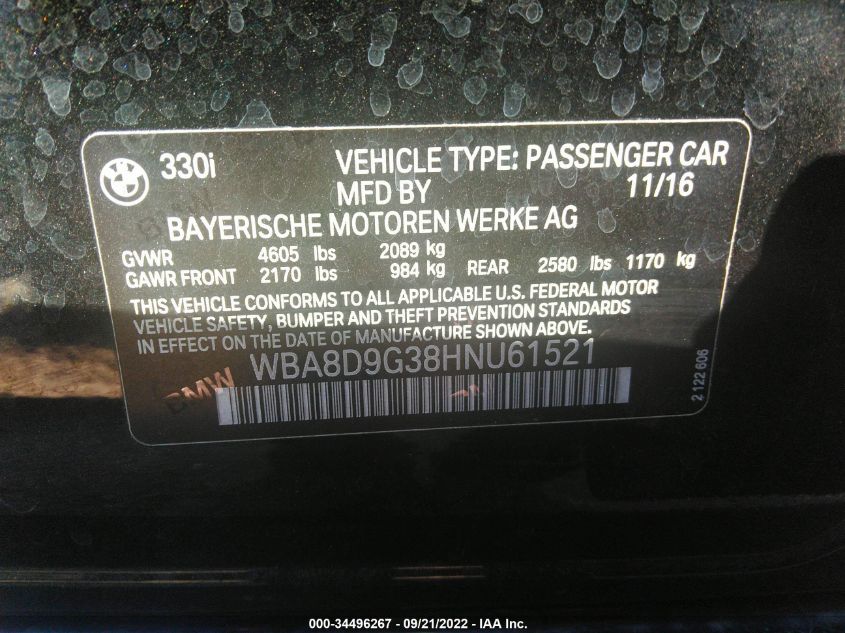 330i VEHICLE TYPE: PASSENGER CAR
MFD BY 11/16
BAYERISCHE MOTOREN WERKE AG
GVWR 4605 lbs 2089 kg
GAWR FRONT 2170 lbs 984 kg REAR 2580 lbs 1170 kg
THIS VEHICLE CONFORMS TO ALL APPLICABLE U.S. FEDERAL MOTOR
VEHICLE SAFETY, BUMPER AND THEFT PREVENTION STANDARDS
IN EFFECT ON THE DATE OF MANUFACTURE SHOWN ABOVE.
WBA8D9G38HNU61521
BMW
2 122 606
000-34496267 - 09/21/2022 - IAA Inc.